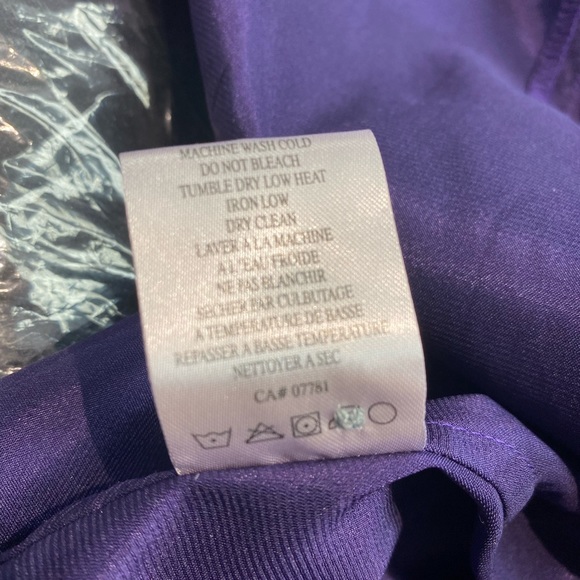 MACHINE WASH COLD
DO NOT BLEACH
TUMBLE DRY LOW HEAT
IRON LOW
DRY CLEAN
LAVER A LA MACHINE
A L'EAU FROIDE
NE PAS BLANCHIR
SECHER PAR CULBUTAGE
A TEMPERATURE DE BASSE
REPASSER A BASSE TEMPERATURE
NETTOYER A SEC
CA# 07781